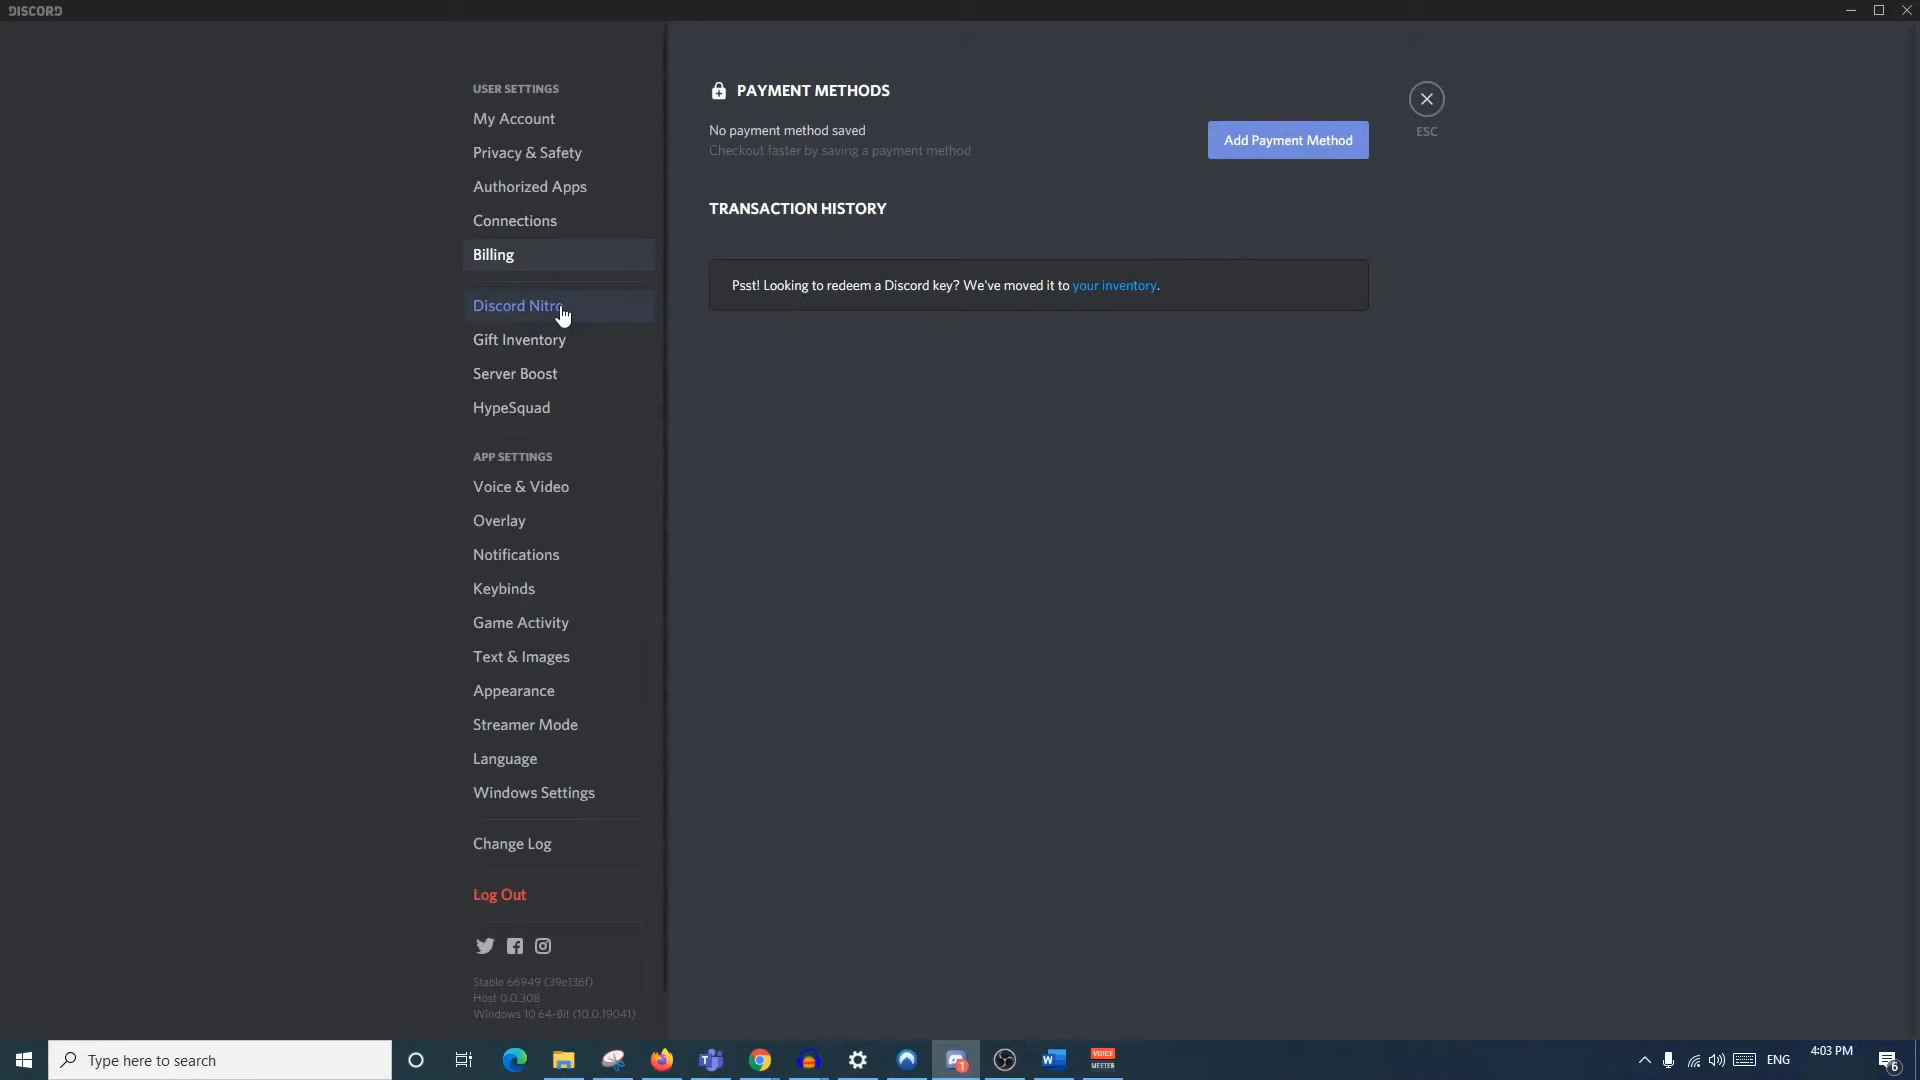 DISCORD
USER SETTINGS
My Account
Privacy & Safety
Authorized Apps
Connections
Billing
Discord Nitro
Gift Inventory
Server Boost
HypeSquad
APP SETTINGS
Voice & Video
Overlay
Notifications
Keybinds
Game Activity
Text & Images
Appearance
Streamer Mode
Language
Windows Settings
Change Log
Log Out
Stable 66949 (39e136f)
Host 0.0.308
Windows 10 64-Bit (10.0.19041)
PAYMENT METHODS
No payment method saved
Checkout faster by saving a payment method
Add Payment Method
ESC
TRANSACTION HISTORY
Psst! Looking to redeem a Discord key? We've moved it to your inventory.
Type here to search
1
VOICE
MEETER
ENG
4:03 PM
6